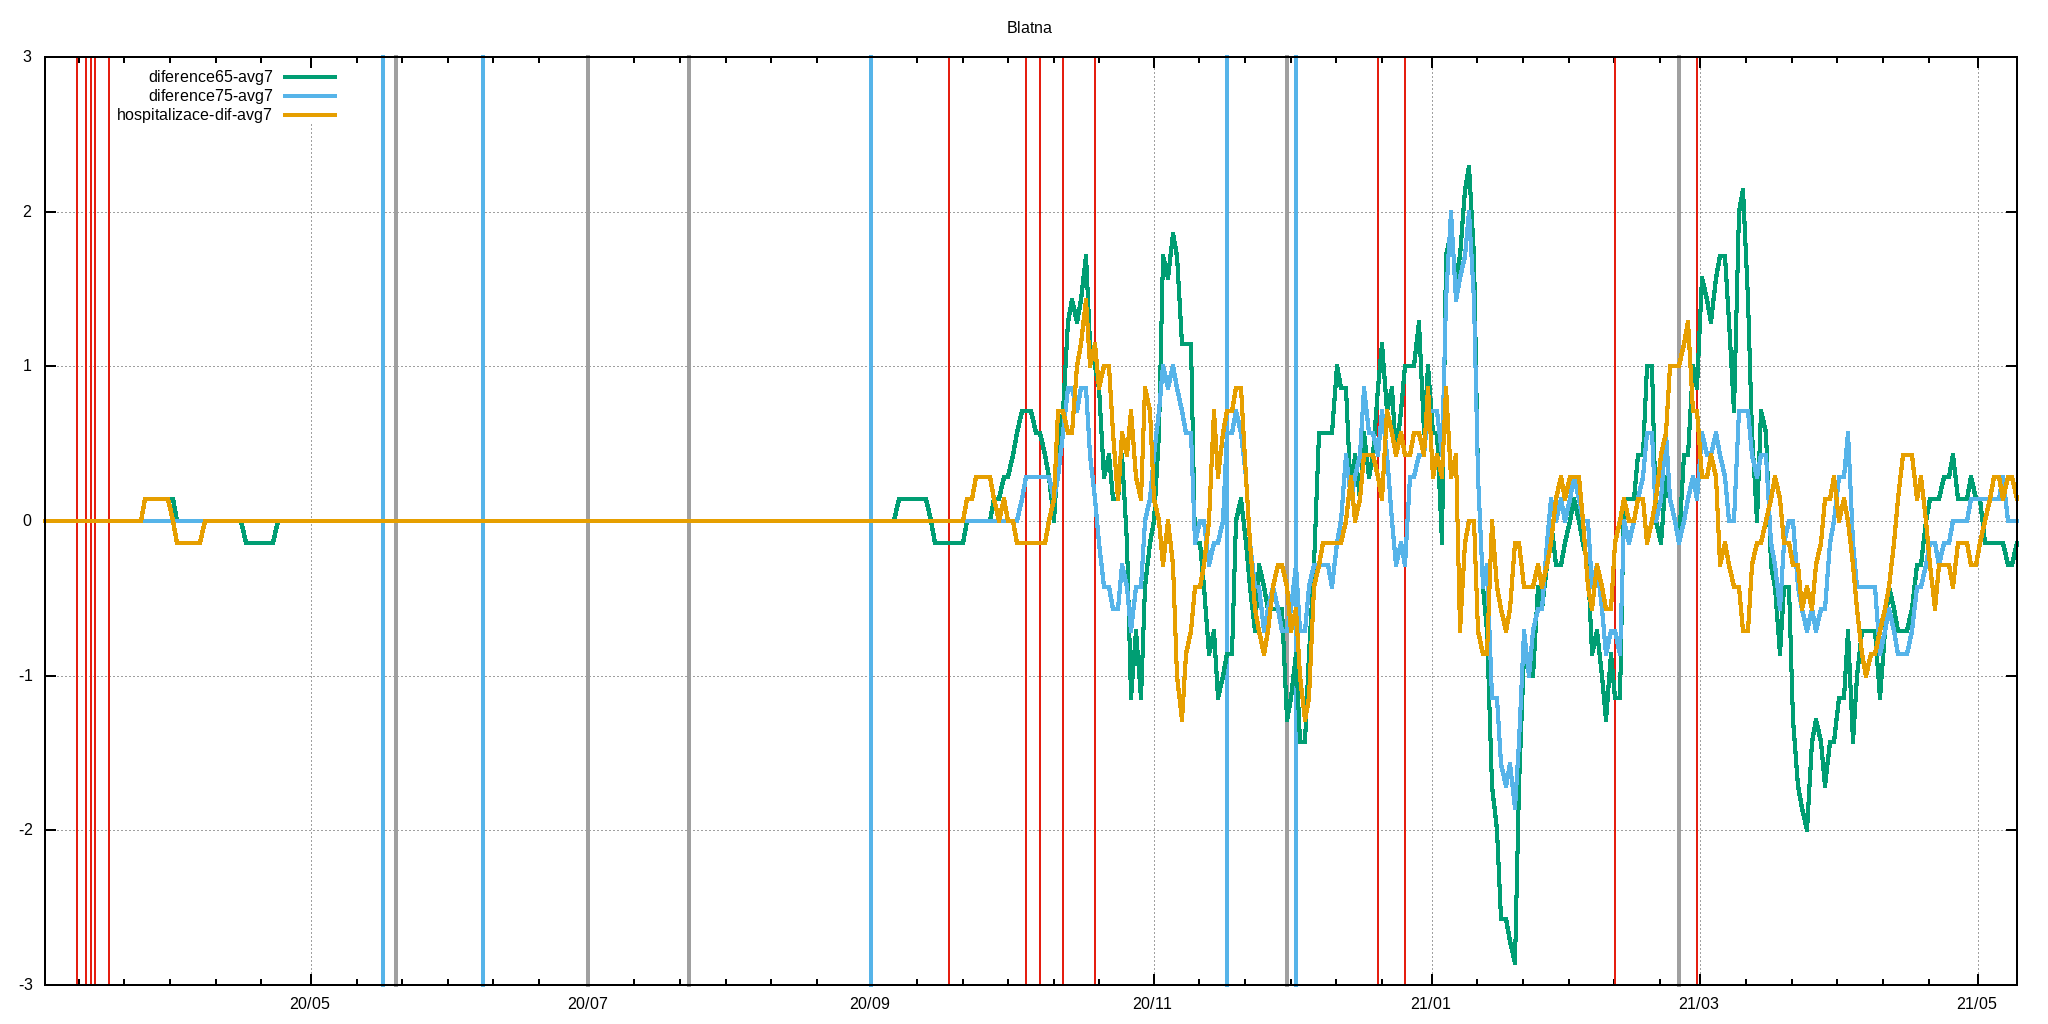 Blatna
diference65-avg7
diference75-avg7
hospitalizace-dif-avg7
3
2
1
0
-1
-2
-3
20/05 20/07 20/09 20/11 21/01 21/03 21/05